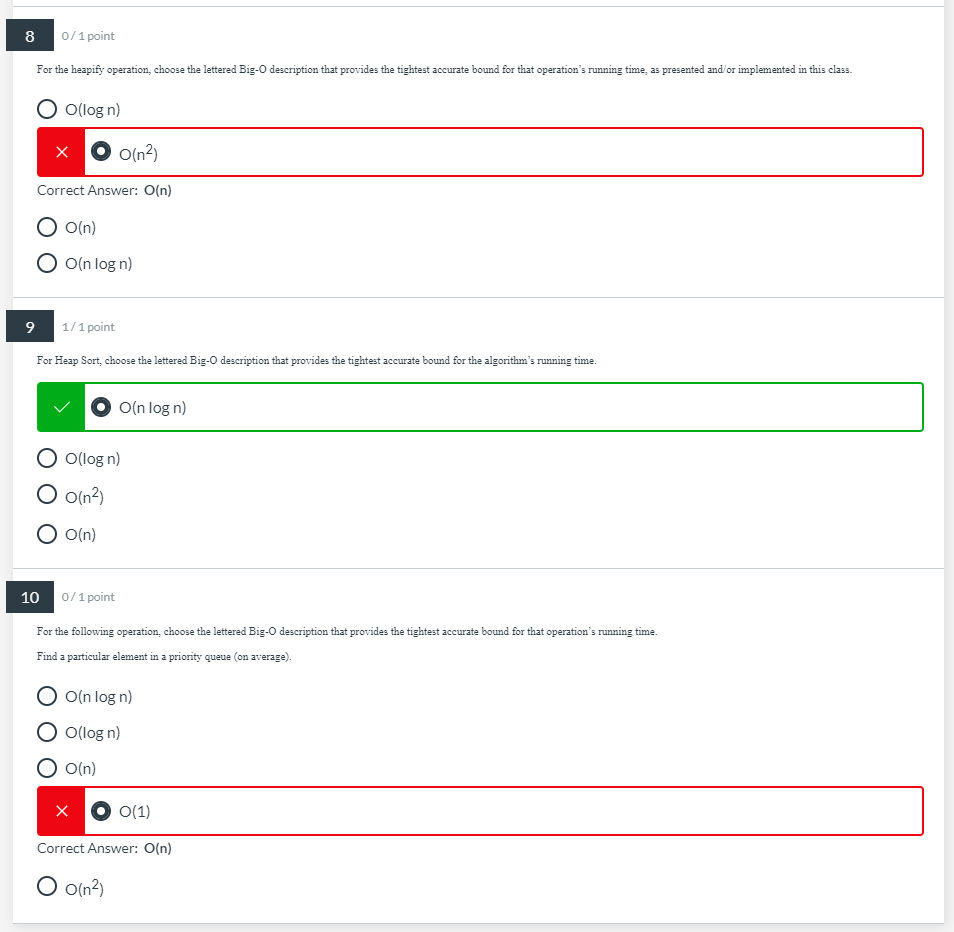 8
0 / 1 point
For the heapify operation, choose the lettered Big-O description that provides the tightest accurate bound for that operation's running time, as presented and/or implemented in this class.
O(log n)
O(n²)
Correct Answer: O(n)
O(n)
O(n log n)
9
1 / 1 point
For Heap Sort, choose the lettered Big-O description that provides the tightest accurate bound for the algorithm's running time.
O(n log n)
O(log n)
O(n²)
O(n)
10
0 / 1 point
For the following operation, choose the lettered Big-O description that provides the tightest accurate bound for that operation's running time.
Find a particular element in a priority queue (on average).
O(n log n)
O(log n)
O(n)
O(1)
Correct Answer: O(n)
O(n²)